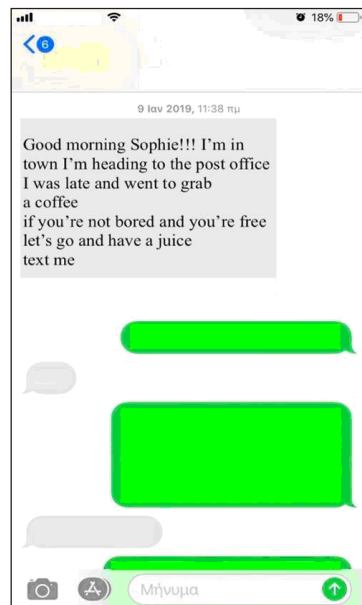 18%
6
9 Ιαν 2019, 11:38 πμ
Good morning Sophie!!! I’m in
town I’m heading to the post office
I was late and went to grab
a coffee
if you’re not bored and you’re free
let’s go and have a juice
text me
Μήνυμα